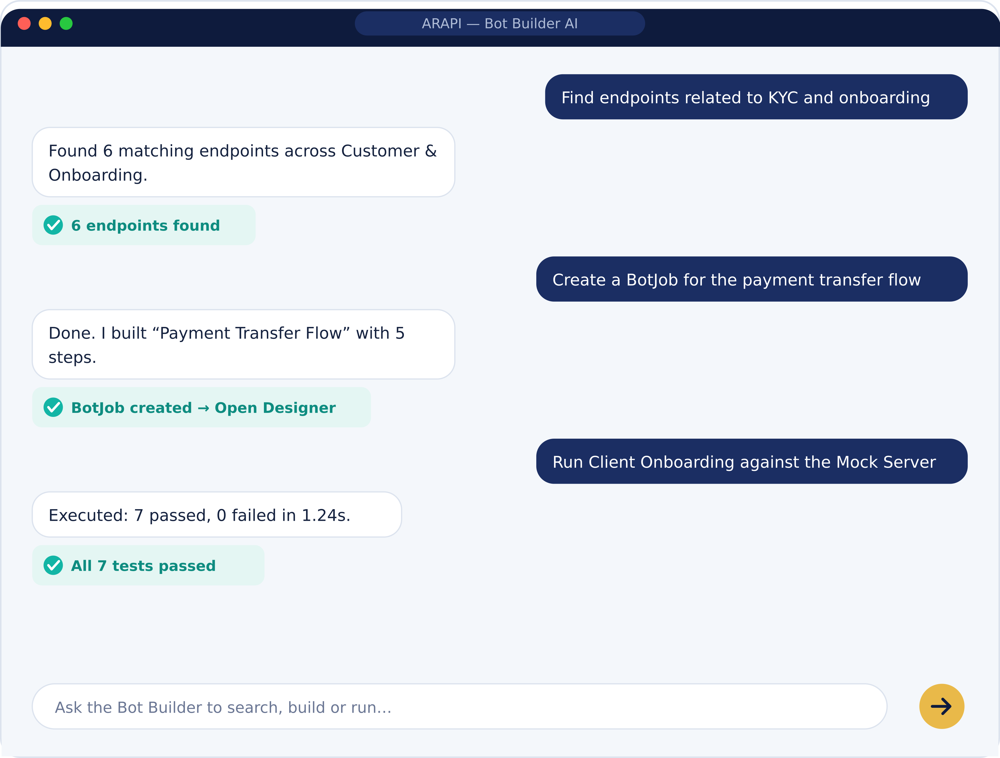 ARAPI — Bot Builder AI
Find endpoints related to KYC and onboarding
Found 6 matching endpoints across Customer &
Onboarding.
6 endpoints found
Create a BotJob for the payment transfer flow
Done. I built “Payment Transfer Flow” with 5
steps.
BotJob created → Open Designer
Run Client Onboarding against the Mock Server
Executed: 7 passed, 0 failed in 1.24s.
All 7 tests passed
Ask the Bot Builder to search, build or run…